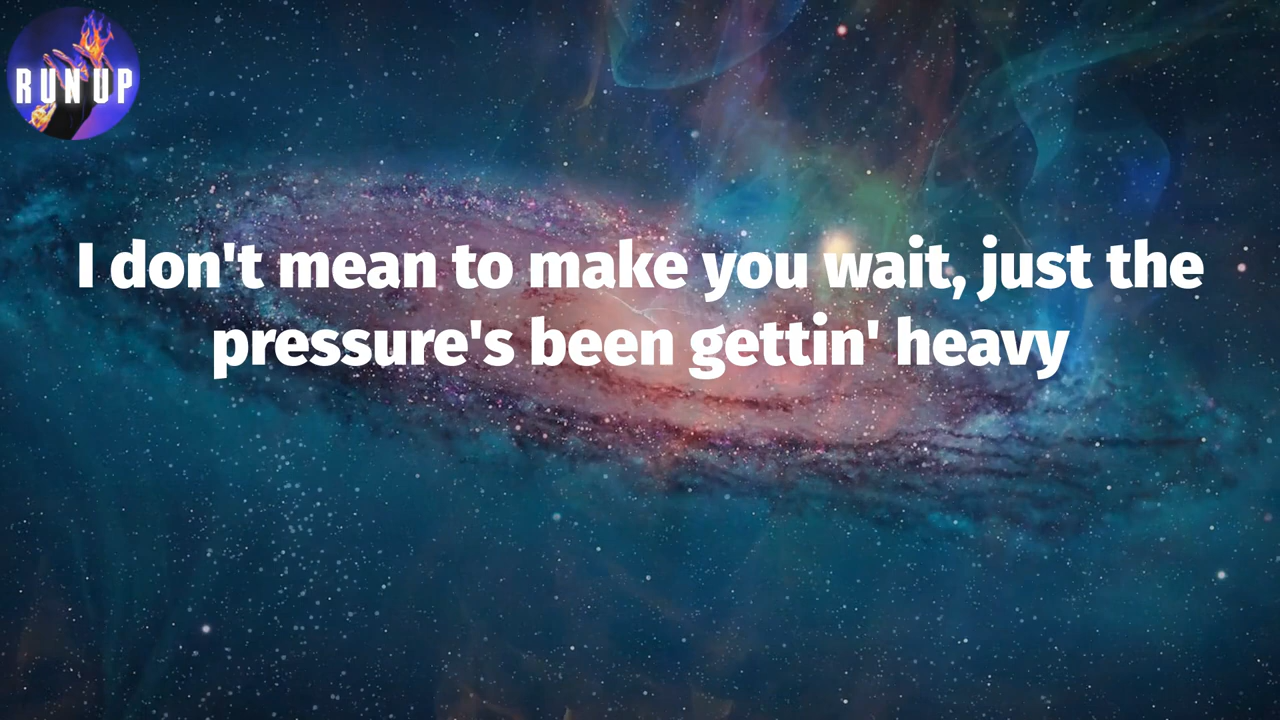 RUN UP
I don't mean to make you wait, just the
pressure's been gettin' heavy